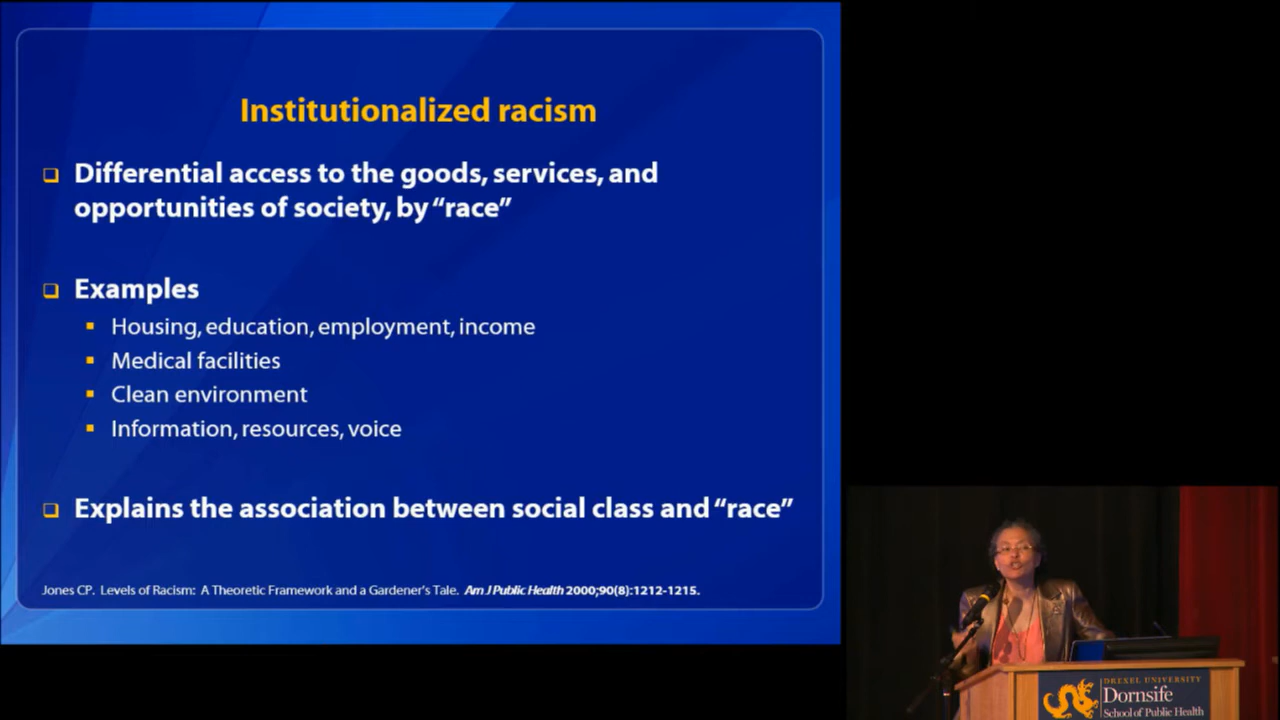 Institutionalized racism
Differential access to the goods, services, and
opportunities of society, by “race”
Examples
Housing, education, employment, income
Medical facilities
Clean environment
Information, resources, voice
Explains the association between social class and “race”
Jones CP. Levels of Racism: A Theoretic Framework and a Gardener's Tale. Am J Public Health 2000;90(8):1212-1215.
DREXEL UNIVERSITY
Dornsife
School of Public Health